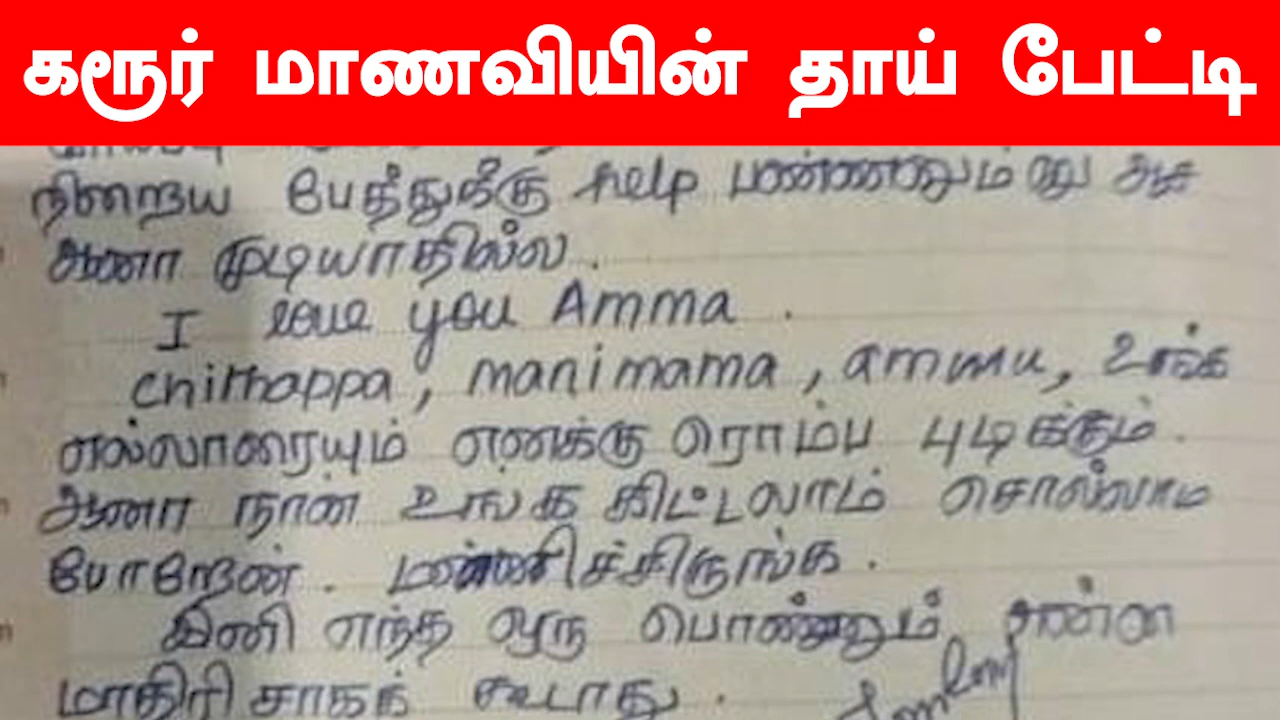 கரூர் மாணவியின் தாய் பேட்டி
நிறைய பேத்துக்கு help பண்ணனும்னு ஆச
ஆனா முடியாதில்ல.
I love you Amma.
chithappa, manimama, ammu, உங்க
எல்லாரையும் எனக்கு ரொம்ப புடிக்கும்.
ஆனா நான் உங்க கிட்டலாம் சொல்லாம
போறேன். மன்னிச்சிருங்க.
இனி எந்த ஒரு பொண்ணும் என்ன
மாதிரி சாகக் கூடாது.